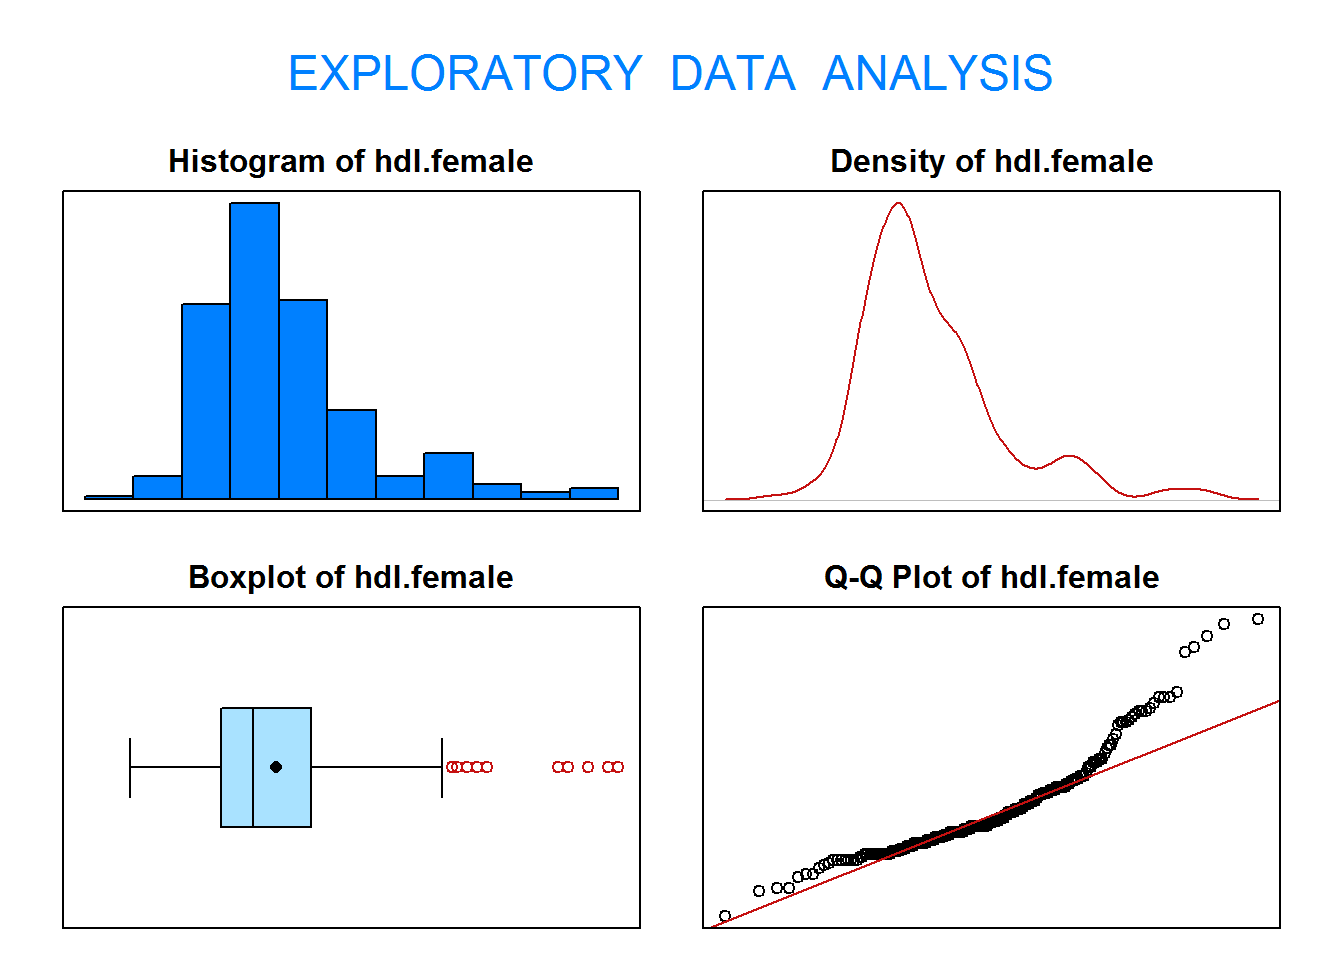 EXPLORATORY DATA ANALYSIS
Histogram of hdl.female
Density of hdl.female
Boxplot of hdl.female
Q-Q Plot of hdl.female